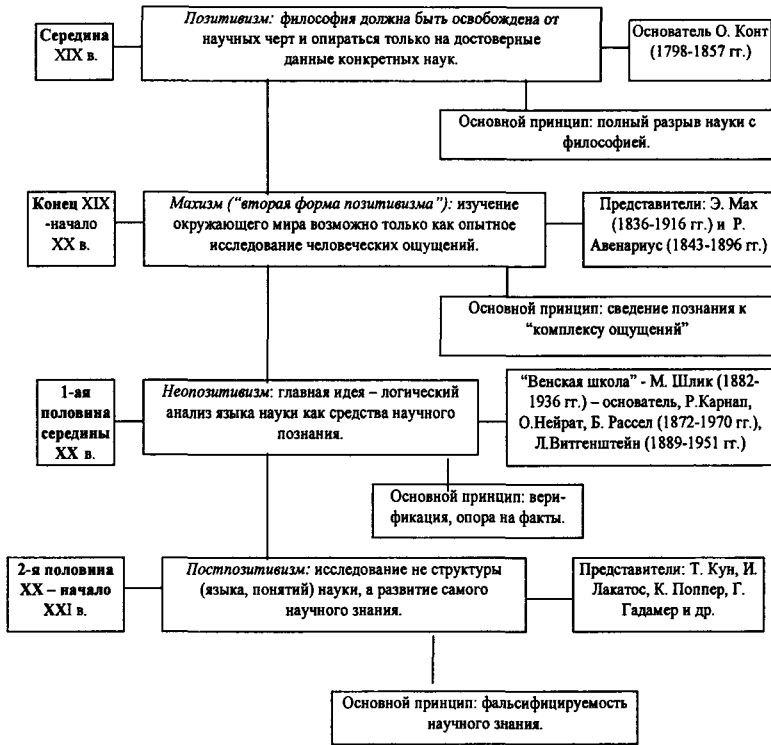 Середина
XIX в.
Позитивизм: философия должна быть освобождена от
научных черт и опираться только на достоверные
данные конкретных наук.
Основатель О. Конт
(1798-1857 гг.)
Основной принцип: полный разрыв науки с
философией.
Конец XIX
-начало
XX в.
Махизм (“вторая форма позитивизма”): изучение
окружающего мира возможно только как опытное
исследование человеческих ощущений.
Представители: Э. Мах
(1836-1916 гг.) и Р.
Авенариус (1843-1896 гг.)
Основной принцип: сведение познания к
“комплексу ощущений”
1-ая
половина
середины
XX в.
Неопозитивизм: главная идея – логический
анализ языка науки как средства научного
познания.
“Венская школа” - М. Шлик (1882-
1936 гг.) – основатель, Р.Карнап,
О.Нейрат, Б. Рассел (1872-1970 гг.),
Л.Витгенштейн (1889-1951 гг.)
Основной принцип: вери-
фикация, опора на факты.
2-я половина
XX – начало
XXI в.
Постпозитивизм: исследование не структуры
(языка, понятий) науки, а развитие самого
научного знания.
Представители: Т. Кун, И.
Лакатос, К. Поппер, Г.
Гадамер и др.
Основной принцип: фальсифицируемость
научного знания.